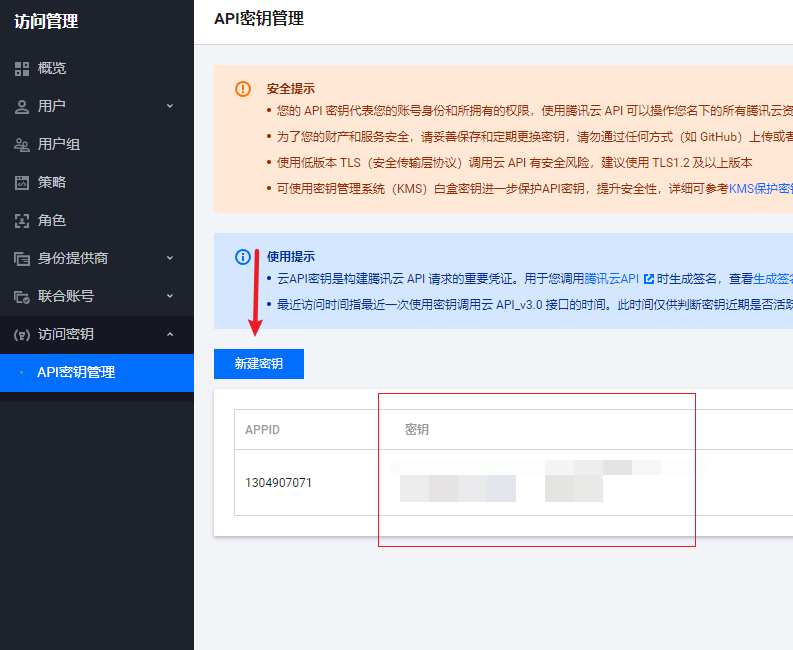 访问管理
API密钥管理
概览
用户
用户组
策略
角色
身份提供商
联合账号
访问密钥
API密钥管理
安全提示
您的 API 密钥代表您的账号身份和所拥有的权限，使用腾讯云 API 可以操作您名下的所有腾讯云资
为了您的财产和服务安全，请妥善保存和定期更换密钥，请勿通过任何方式（如 GitHub）上传或者
使用低版本 TLS（安全传输层协议）调用云 API 有安全风险，建议使用 TLS1.2 及以上版本
可使用密钥管理系统（KMS）白盒密钥进一步保护API密钥，提升安全性，详细可参考KMS保护密钥
使用提示
云API密钥是构建腾讯云 API 请求的重要凭证。用于您调用腾讯云API 时生成签名，查看生成签名
最近访问时间指最近一次使用密钥调用云 API_v3.0 接口的时间。此时间仅供判断密钥近期是否活跃
新建密钥
APPID 密钥
1304907071